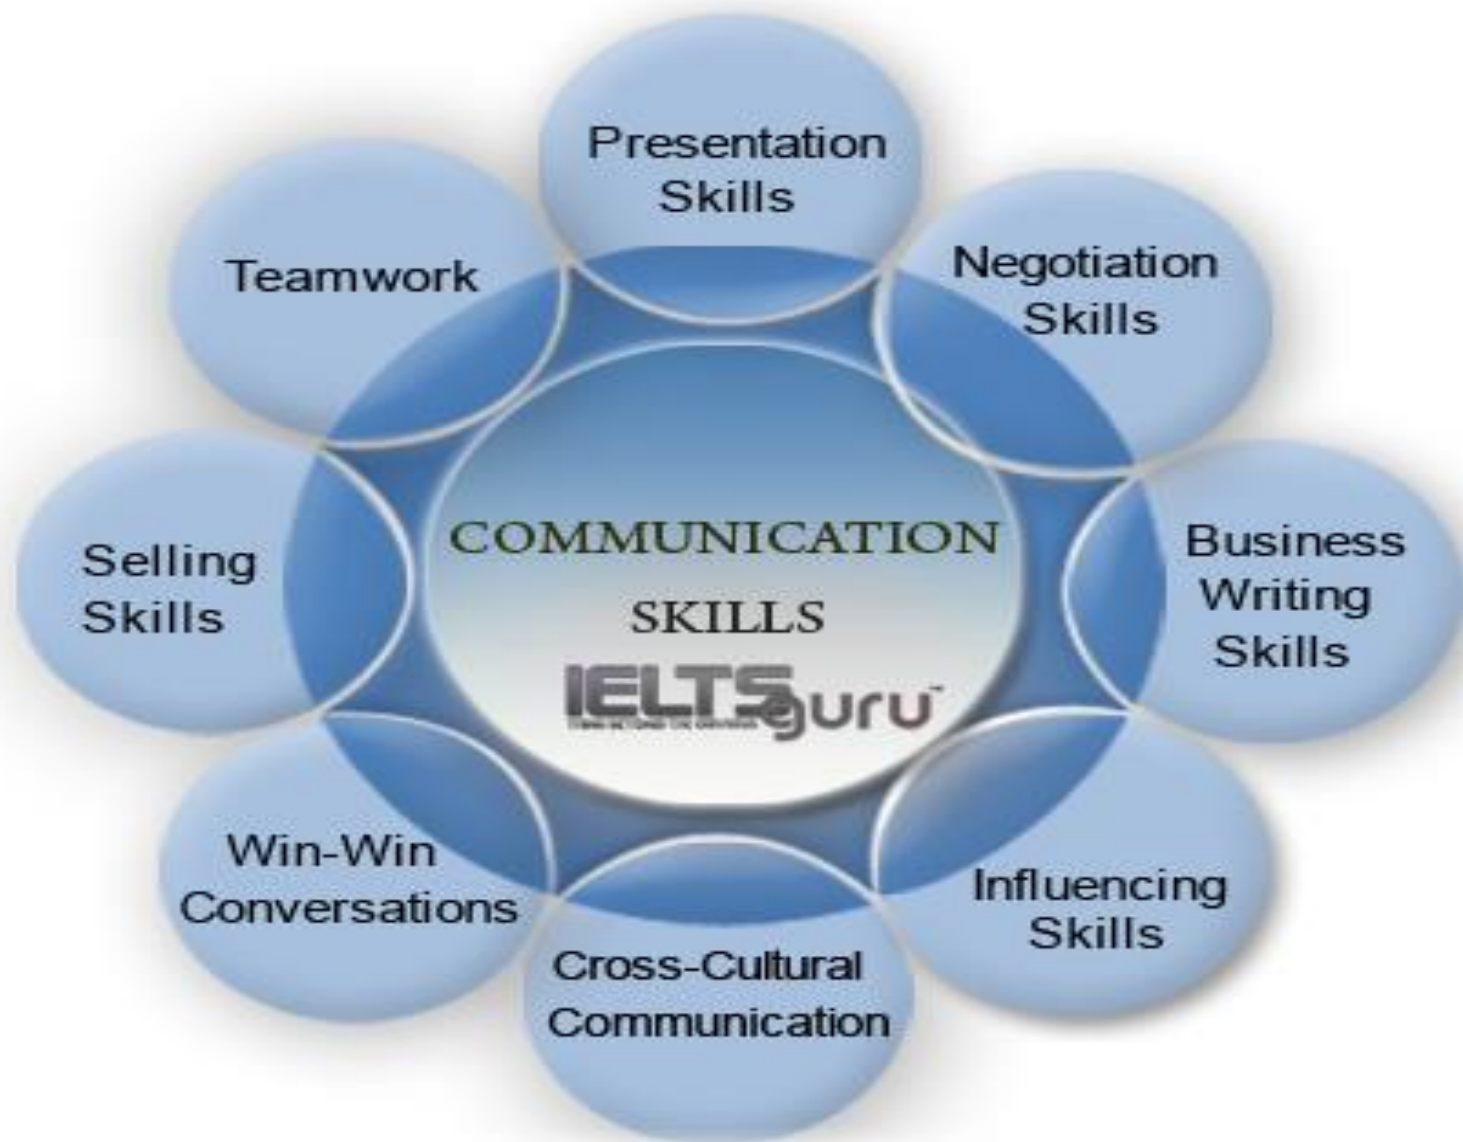 Presentation
Skills
Negotiation
Skills
Business
Writing
Skills
Influencing
Skills
Cross-Cultural
Communication
Win-Win
Conversations
Selling
Skills
Teamwork
COMMUNICATION
SKILLS
IELTSguru™